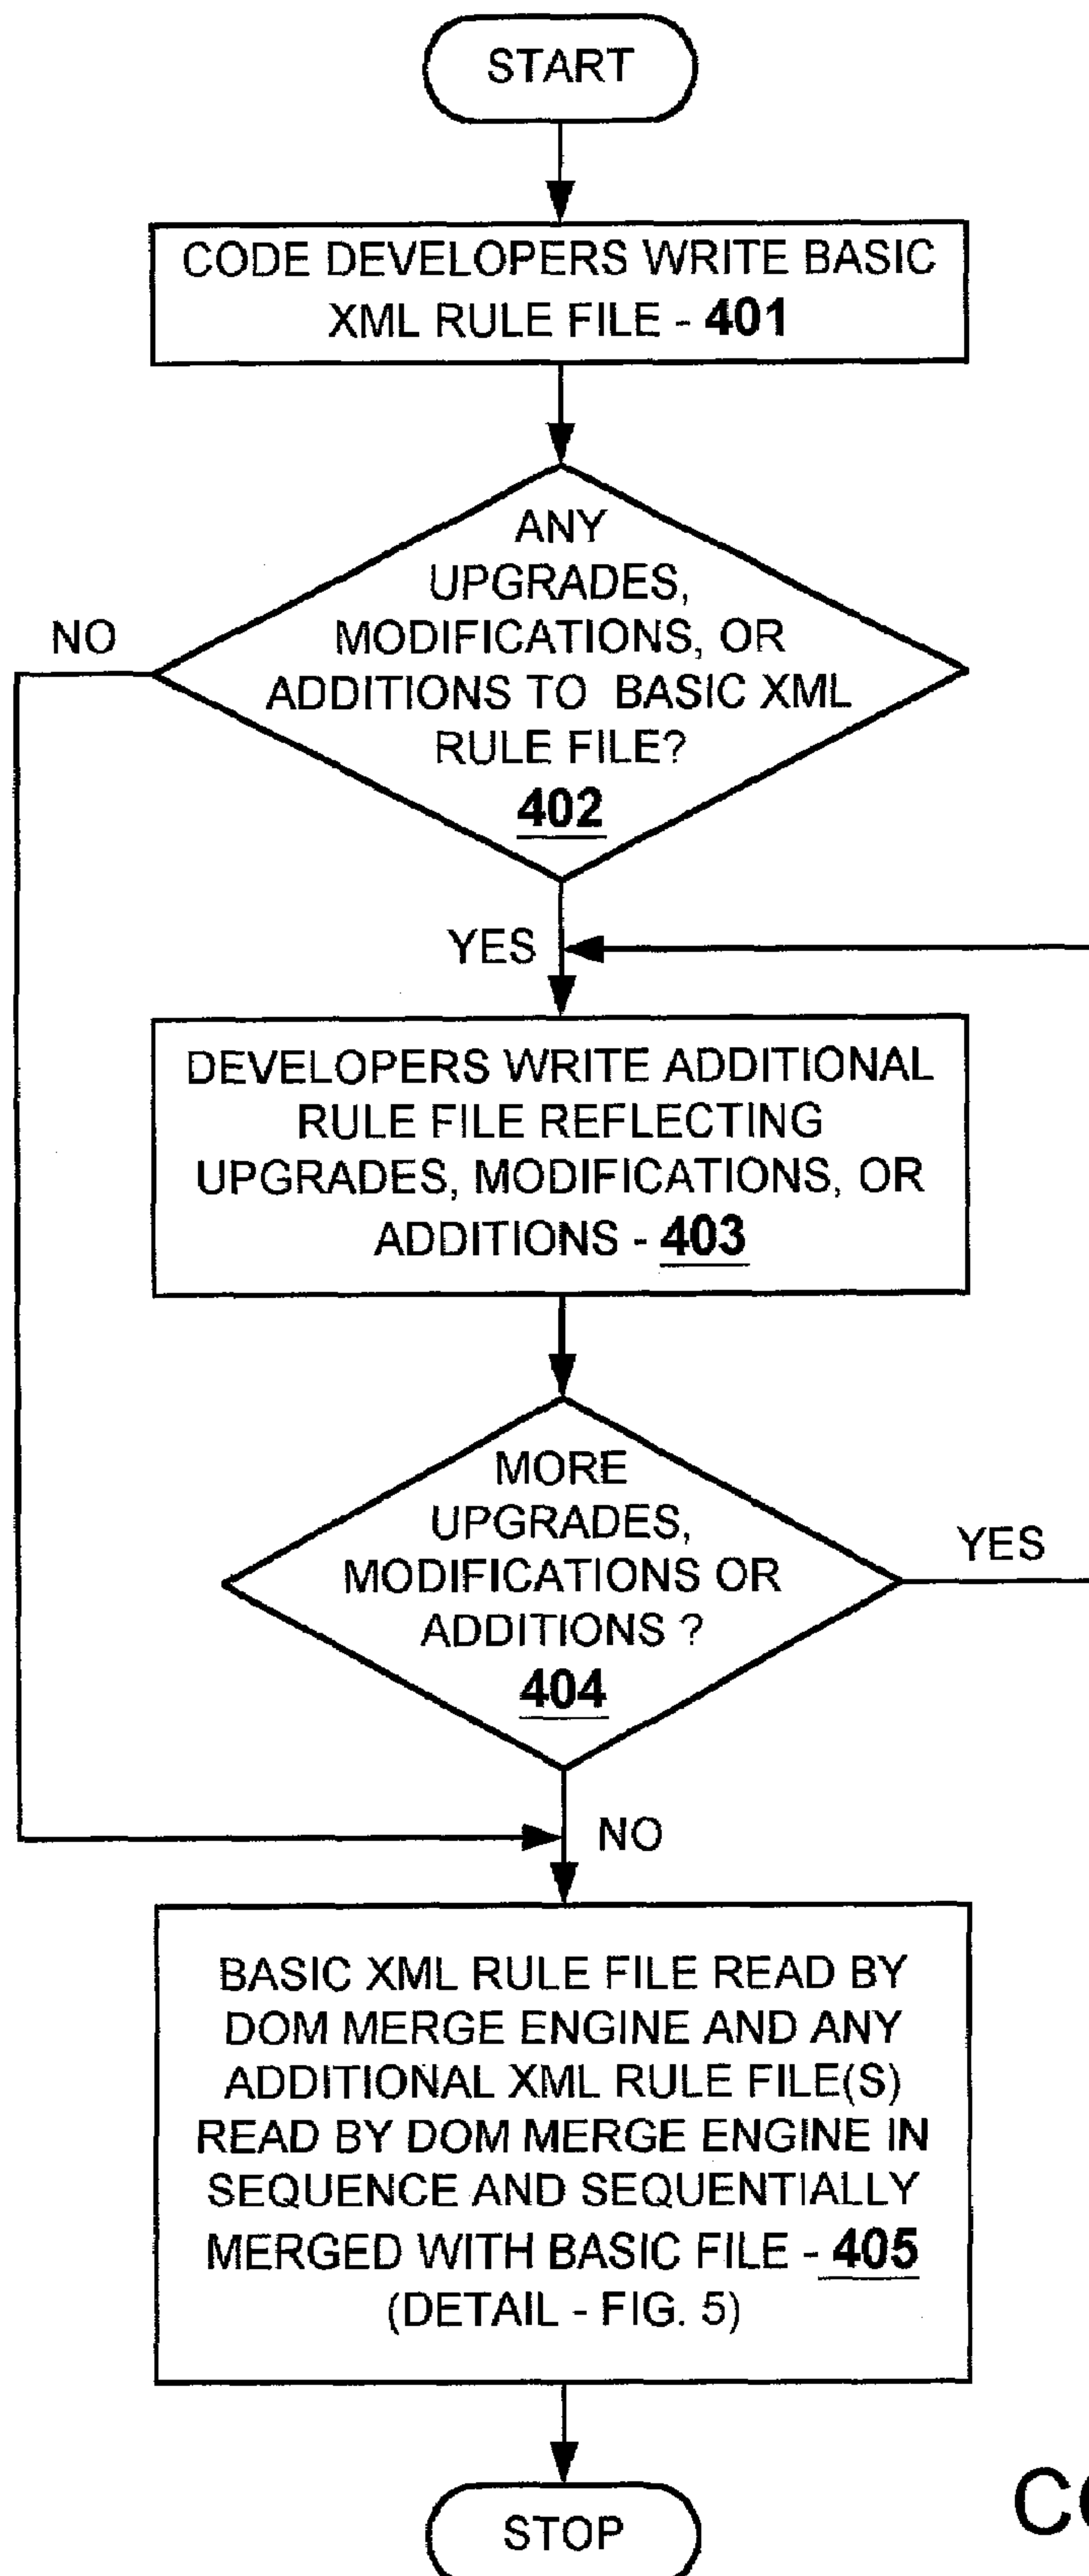 START
CODE DEVELOPERS WRITE BASIC
XML RULE FILE - 401
ANY
UPGRADES,
MODIFICATIONS, OR
ADDITIONS TO BASIC XML
RULE FILE?
402
NO
YES
DEVELOPERS WRITE ADDITIONAL
RULE FILE REFLECTING
UPGRADES, MODIFICATIONS, OR
ADDITIONS - 403
MORE
UPGRADES,
MODIFICATIONS OR
ADDITIONS ?
404
YES
NO
BASIC XML RULE FILE READ BY
DOM MERGE ENGINE AND ANY
ADDITIONAL XML RULE FILE(S)
READ BY DOM MERGE ENGINE IN
SEQUENCE AND SEQUENTIALLY
MERGED WITH BASIC FILE - 405
(DETAIL - FIG. 5)
STOP